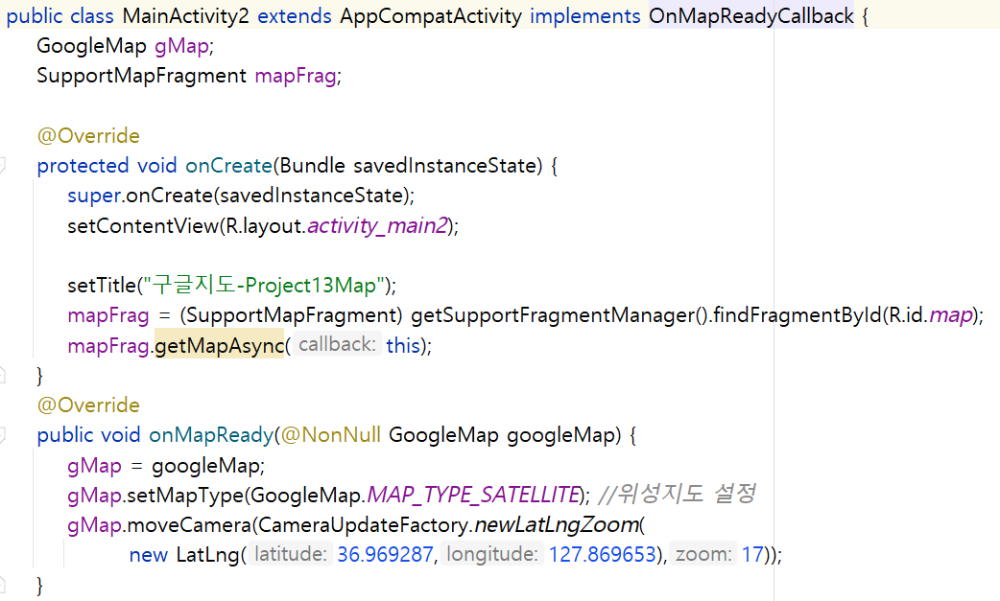 public class MainActivity2 extends AppCompatActivity implements OnMapReadyCallback {
GoogleMap gMap;
SupportMapFragment mapFrag;
@Override
protected void onCreate(Bundle savedInstanceState) {
super.onCreate(savedInstanceState);
setContentView(R.layout.activity_main2);
setTitle("구글지도-Project13Map");
mapFrag = (SupportMapFragment) getSupportFragmentManager().findFragmentById(R.id.map);
mapFrag.getMapAsync( callback: this);
}
@Override
public void onMapReady(@NonNull GoogleMap googleMap) {
gMap = googleMap;
gMap.setMapType(GoogleMap.MAP_TYPE_SATELLITE); //위성지도 설정
gMap.moveCamera(CameraUpdateFactory.newLatLngZoom(
new LatLng( latitude: 36.969287, longitude: 127.869653), zoom: 17));
}